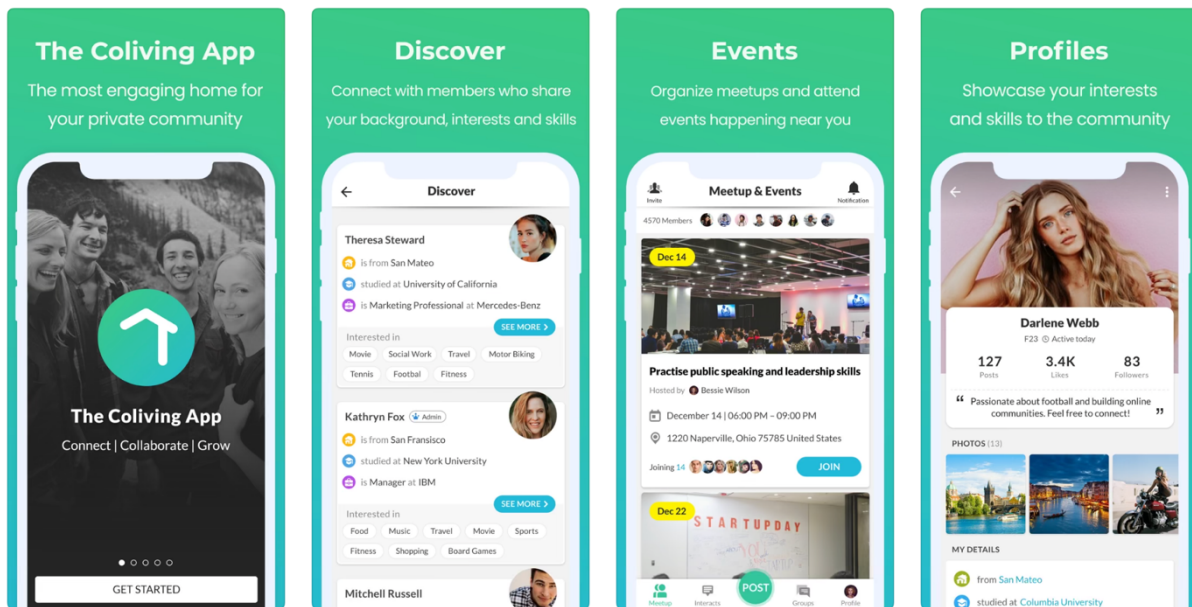 The Coliving App
The most engaging home for
your private community
The Coliving App
Connect | Collaborate | Grow
GET STARTED
Discover
Connect with members who share
your background, interests and skills
Discover
Theresa Steward
is from San Mateo
studied at University of California
is Marketing Professional at Mercedes-Benz
SEE MORE >
Interested in
Movie Social Work Travel Motor Biking
Tennis Footbal Fitness
Kathryn Fox Admin
is from San Fransisco
studied at New York University
is Manager at IBM
SEE MORE >
Interested in
Food Music Travel Movie Sports
Fitness Shopping Board Games
Mitchell Russell
Events
Organize meetups and attend
events happening near you
Meetup & Events
Invite Notification
4570 Members
Dec 14
Practise public speaking and leadership skills
Hosted by Bessie Wilson
December 14 | 06:00 PM – 09:00 PM
1220 Naperville, Ohio 75785 United States
Joining 14 JOIN
Dec 22
STARTUPDAY
POST
Meetup Interacts Groups Profile
Profiles
Showcase your interests
and skills to the community
Darlene Webb
F23 Active today
127 3.4K 83
Posts Likes Followers
“ Passionate about football and building online
communities. Feel free to connect! ”
PHOTOS (13)
MY DETAILS
from San Mateo
studied at Columbia University